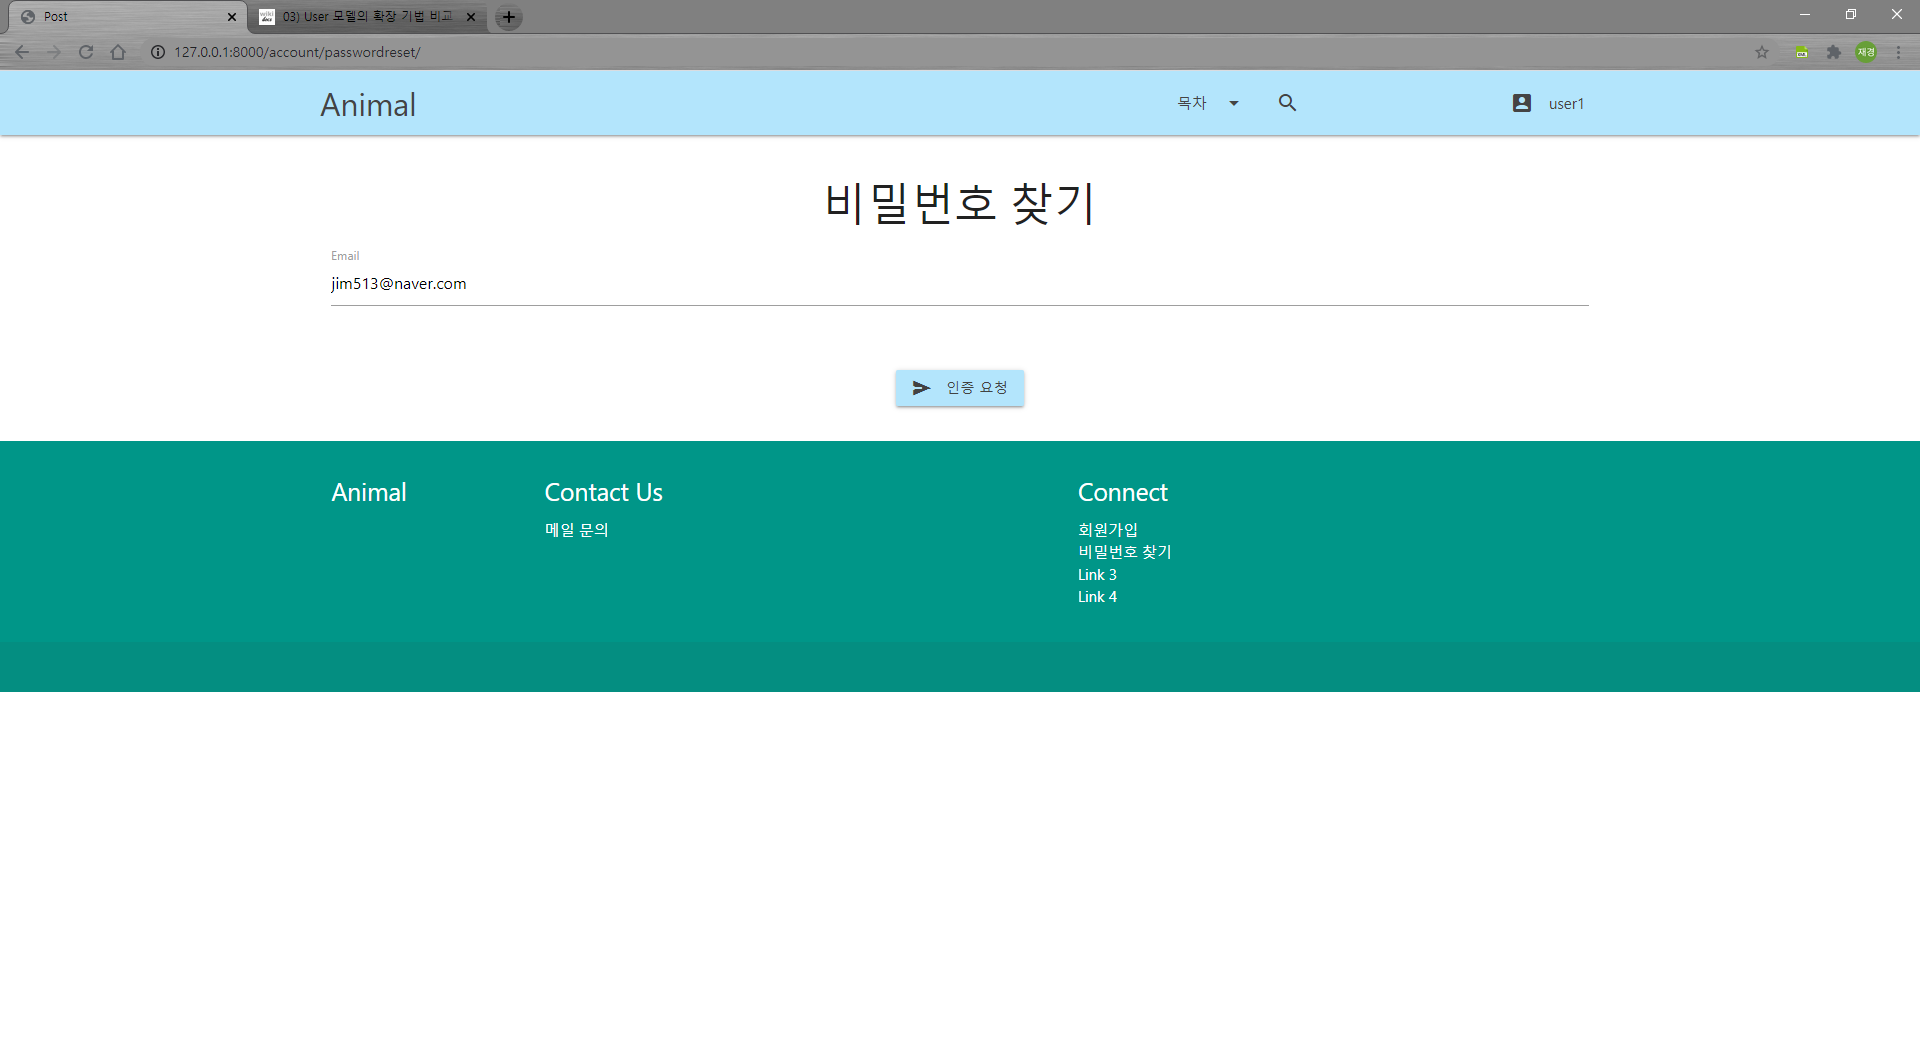 Post
03) User 모델의 확장 기법 비교
127.0.0.1:8000/account/passwordreset/
재경
Animal
목차
user1
비밀번호 찾기
Email
jim513@naver.com
인증 요청
Animal
Contact Us
메일 문의
Connect
회원가입
비밀번호 찾기
Link 3
Link 4